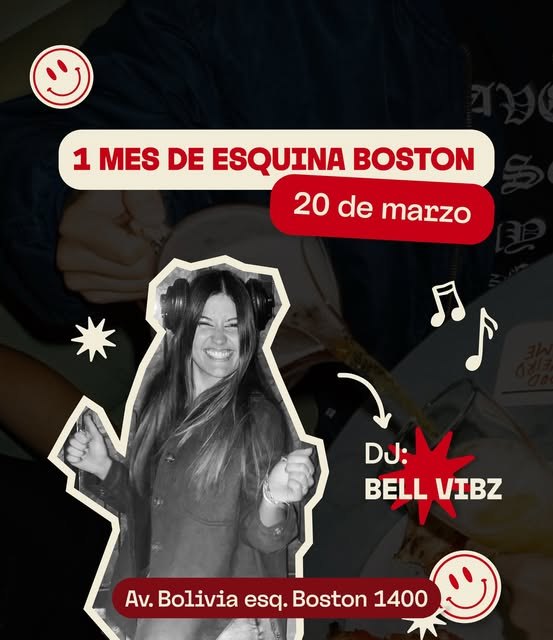 1 MES DE ESQUINA BOSTON
20 de marzo
DJ:
BELL VIBZ
Av. Bolivia esq. Boston 1400